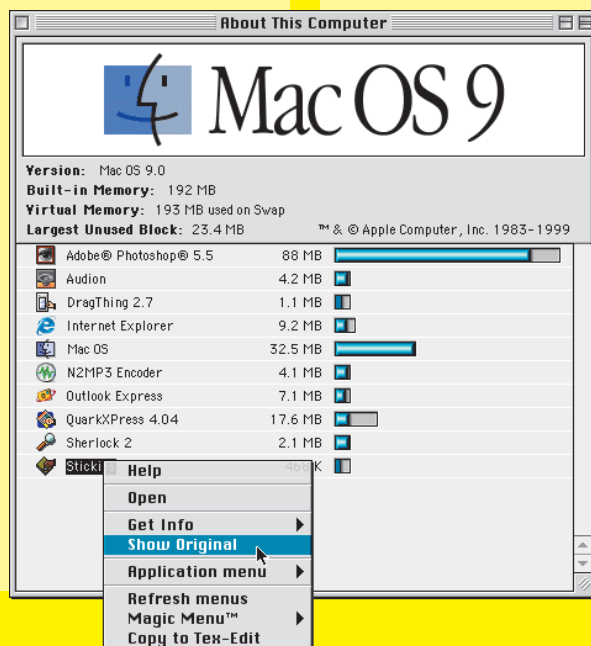 About This Computer
Mac OS 9
Version: Mac OS 9.0
Built-in Memory: 192 MB
Virtual Memory: 193 MB used on Swap
Largest Unused Block: 23.4 MB ™ & © Apple Computer, Inc. 1983-1999
Adobe® Photoshop® 5.5 88 MB
Audion 4.2 MB
DragThing 2.7 1.1 MB
Internet Explorer 9.2 MB
Mac OS 32.5 MB
N2MP3 Encoder 4.1 MB
Outlook Express 7.1 MB
QuarkXPress 4.04 17.6 MB
Sherlock 2 2.1 MB
468 K
Help
Open
Get Info
Show Original
Application menu
Refresh menus
Magic Menu™
Copy to Tex-Edit